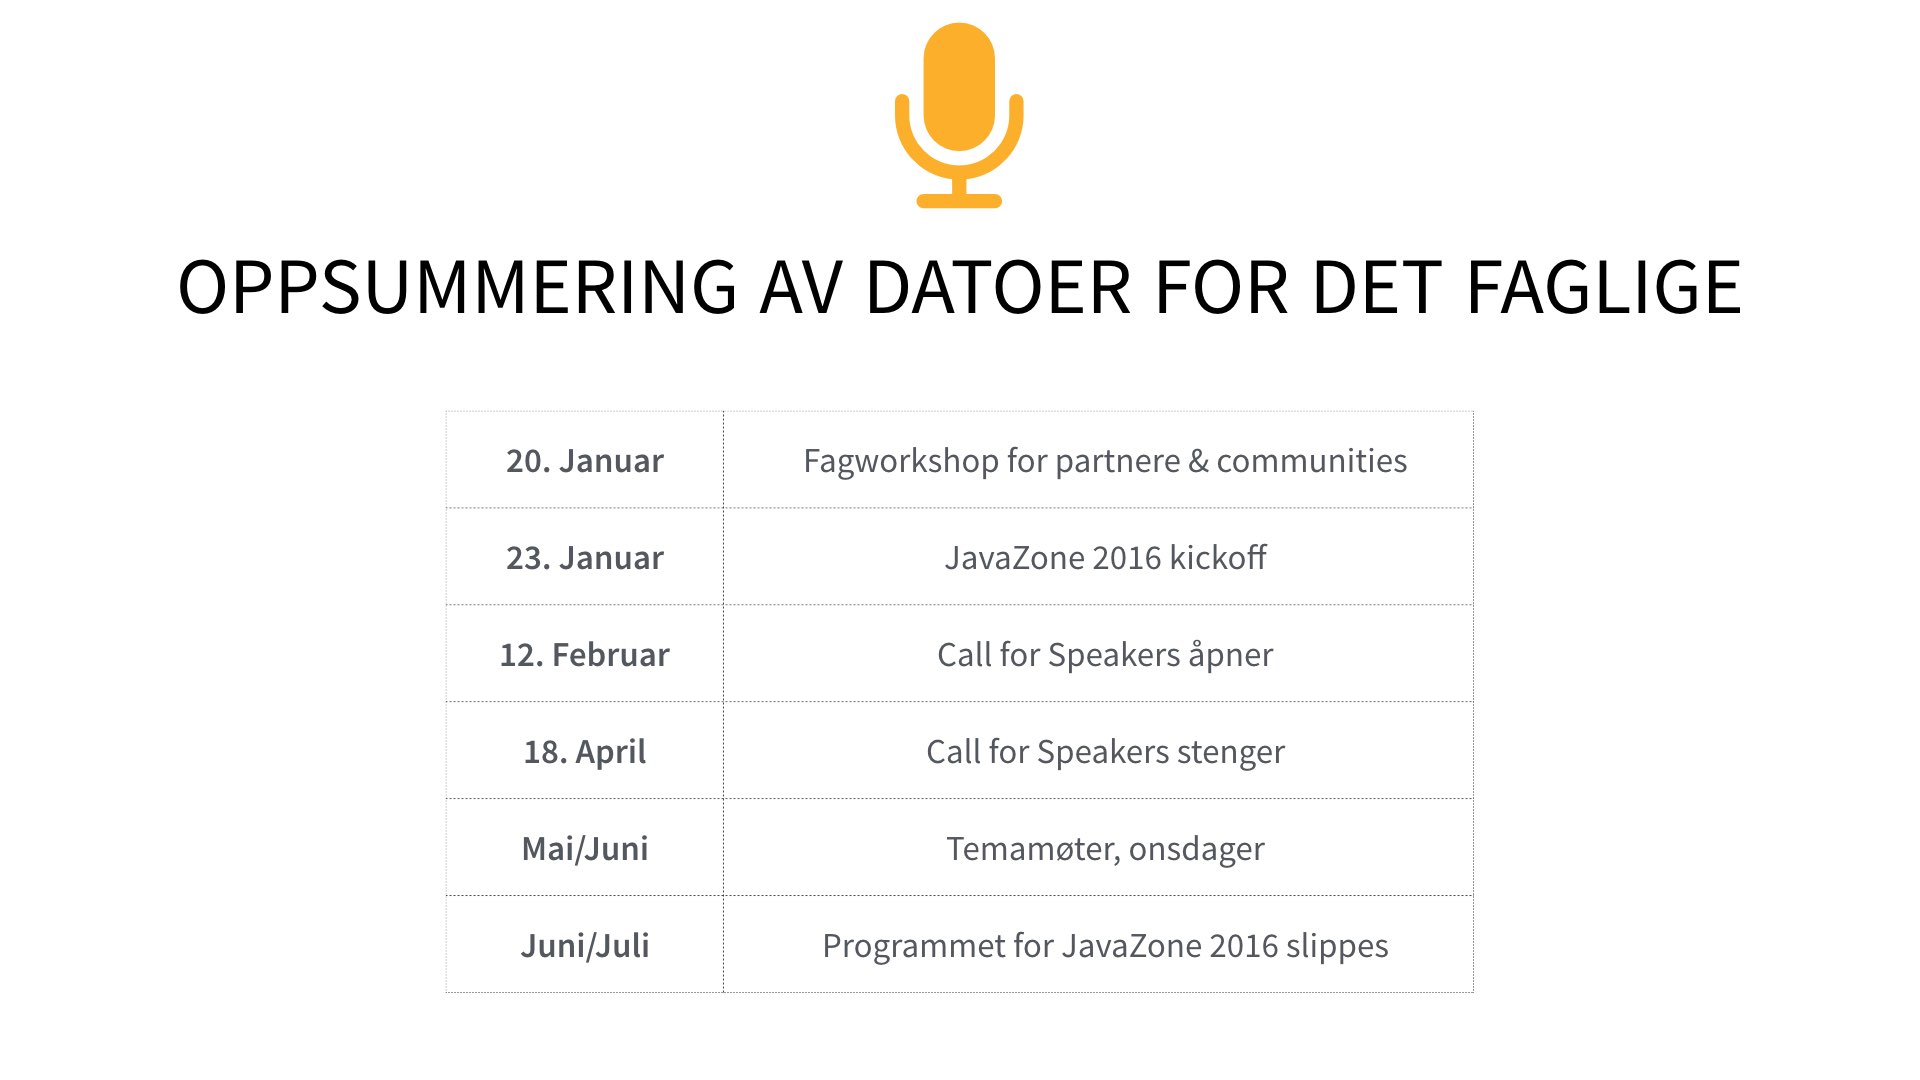 OPPSUMMERING AV DATOER FOR DET FAGLIGE
20. Januar Fagworkshop for partnere & communities
23. Januar JavaZone 2016 kickoff
12. Februar Call for Speakers åpner
18. April Call for Speakers stenger
Mai/Juni Temamøter, onsdager
Juni/Juli Programmet for JavaZone 2016 slippes